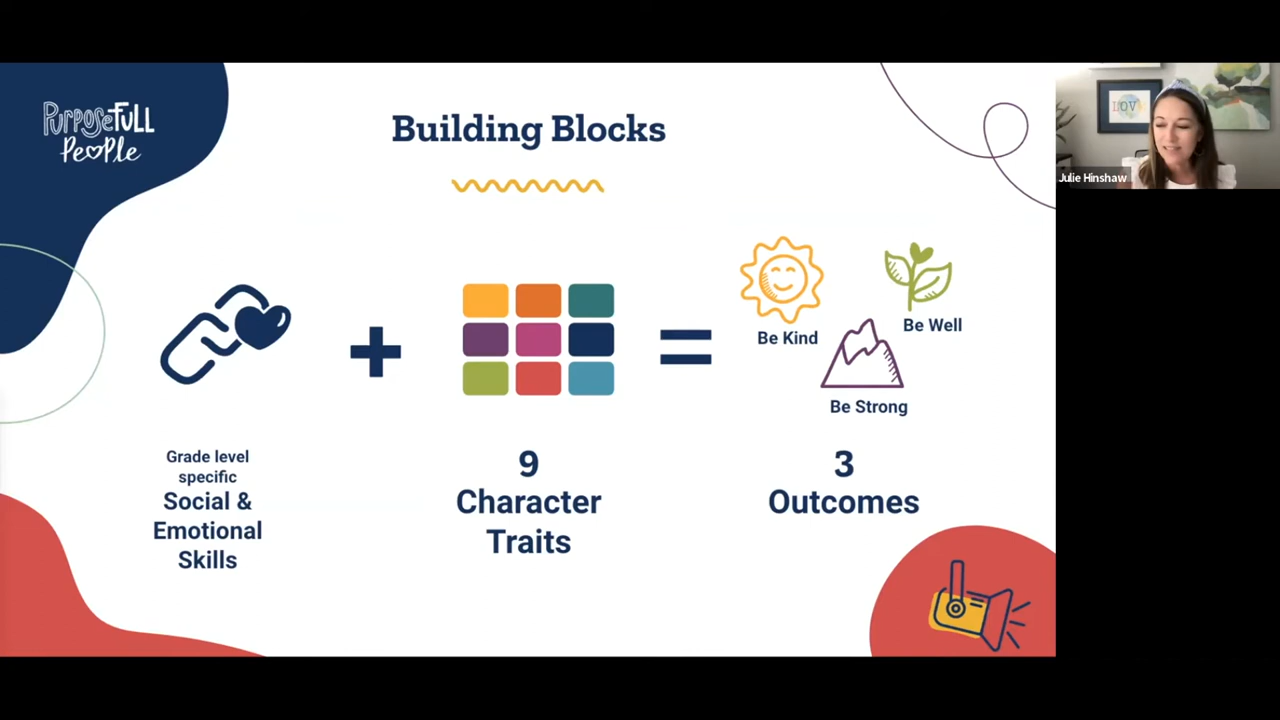 PurposeFULL
PeoPle
Building Blocks
LOVE
Julie Hinshaw
Be Kind
Be Well
Be Strong
Grade level
specific
Social &
Emotional
Skills
9
Character
Traits
3
Outcomes